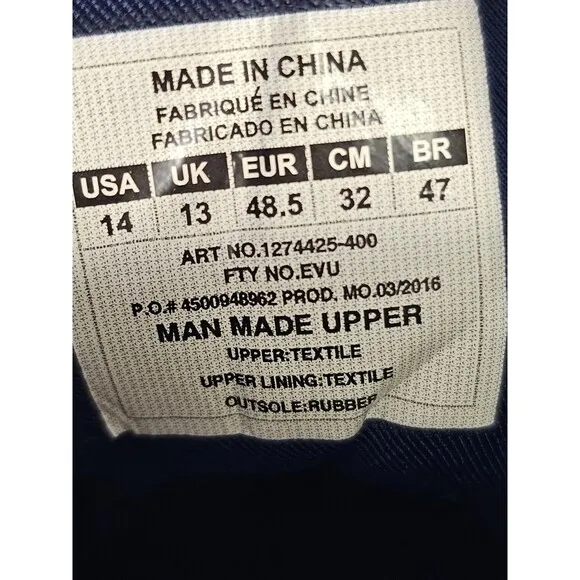 MADE IN CHINA
FABRIQUÉ EN CHINE
FABRICADO EN CHINA
USA UK EUR CM BR
14 13 48.5 32 47
ART NO.1274425-400
FTY NO.EVU
P.O.# 4500948962 PROD. MO.03/2016
MAN MADE UPPER
UPPER:TEXTILE
UPPER LINING:TEXTILE
OUTSOLE:RUBBER